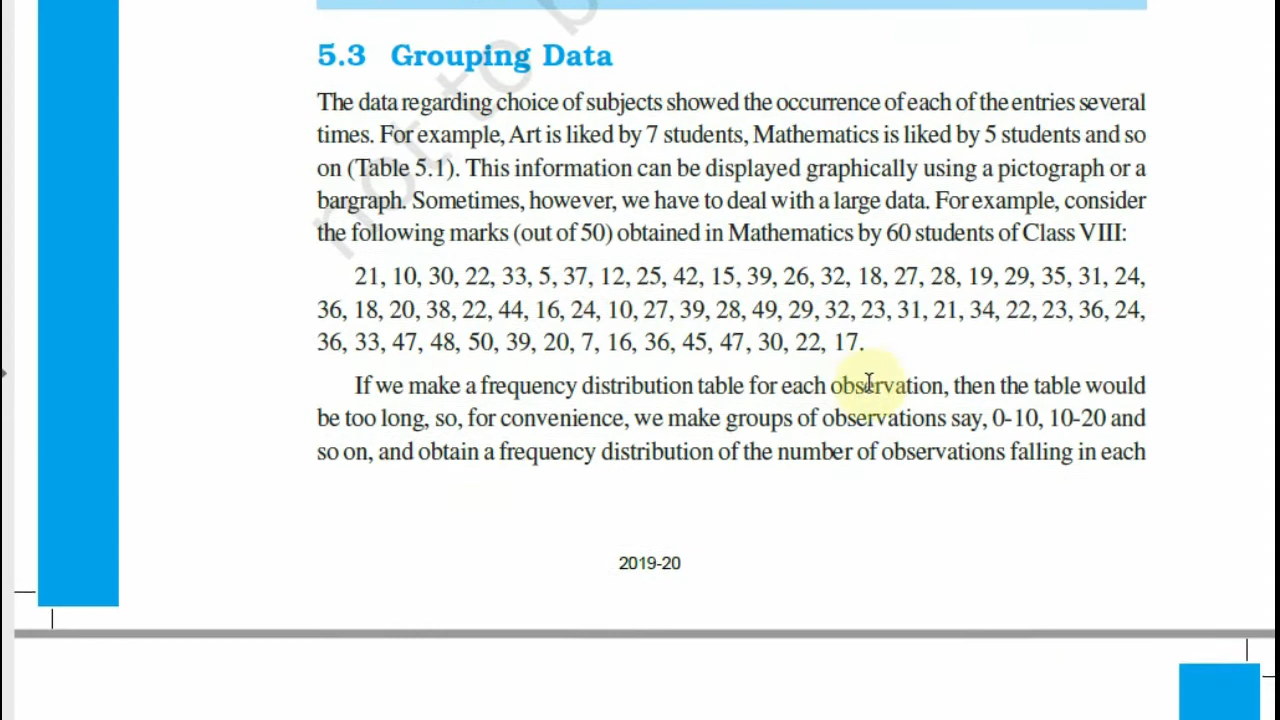 5.3 Grouping Data
The data regarding choice of subjects showed the occurrence of each of the entries several
times. For example, Art is liked by 7 students, Mathematics is liked by 5 students and so
on (Table 5.1). This information can be displayed graphically using a pictograph or a
bargraph. Sometimes, however, we have to deal with a large data. For example, consider
the following marks (out of 50) obtained in Mathematics by 60 students of Class VIII:
21, 10, 30, 22, 33, 5, 37, 12, 25, 42, 15, 39, 26, 32, 18, 27, 28, 19, 29, 35, 31, 24,
36, 18, 20, 38, 22, 44, 16, 24, 10, 27, 39, 28, 49, 29, 32, 23, 31, 21, 34, 22, 23, 36, 24,
36, 33, 47, 48, 50, 39, 20, 7, 16, 36, 45, 47, 30, 22, 17.
If we make a frequency distribution table for each observation, then the table would
be too long, so, for convenience, we make groups of observations say, 0-10, 10-20 and
so on, and obtain a frequency distribution of the number of observations falling in each
2019-20
not to b